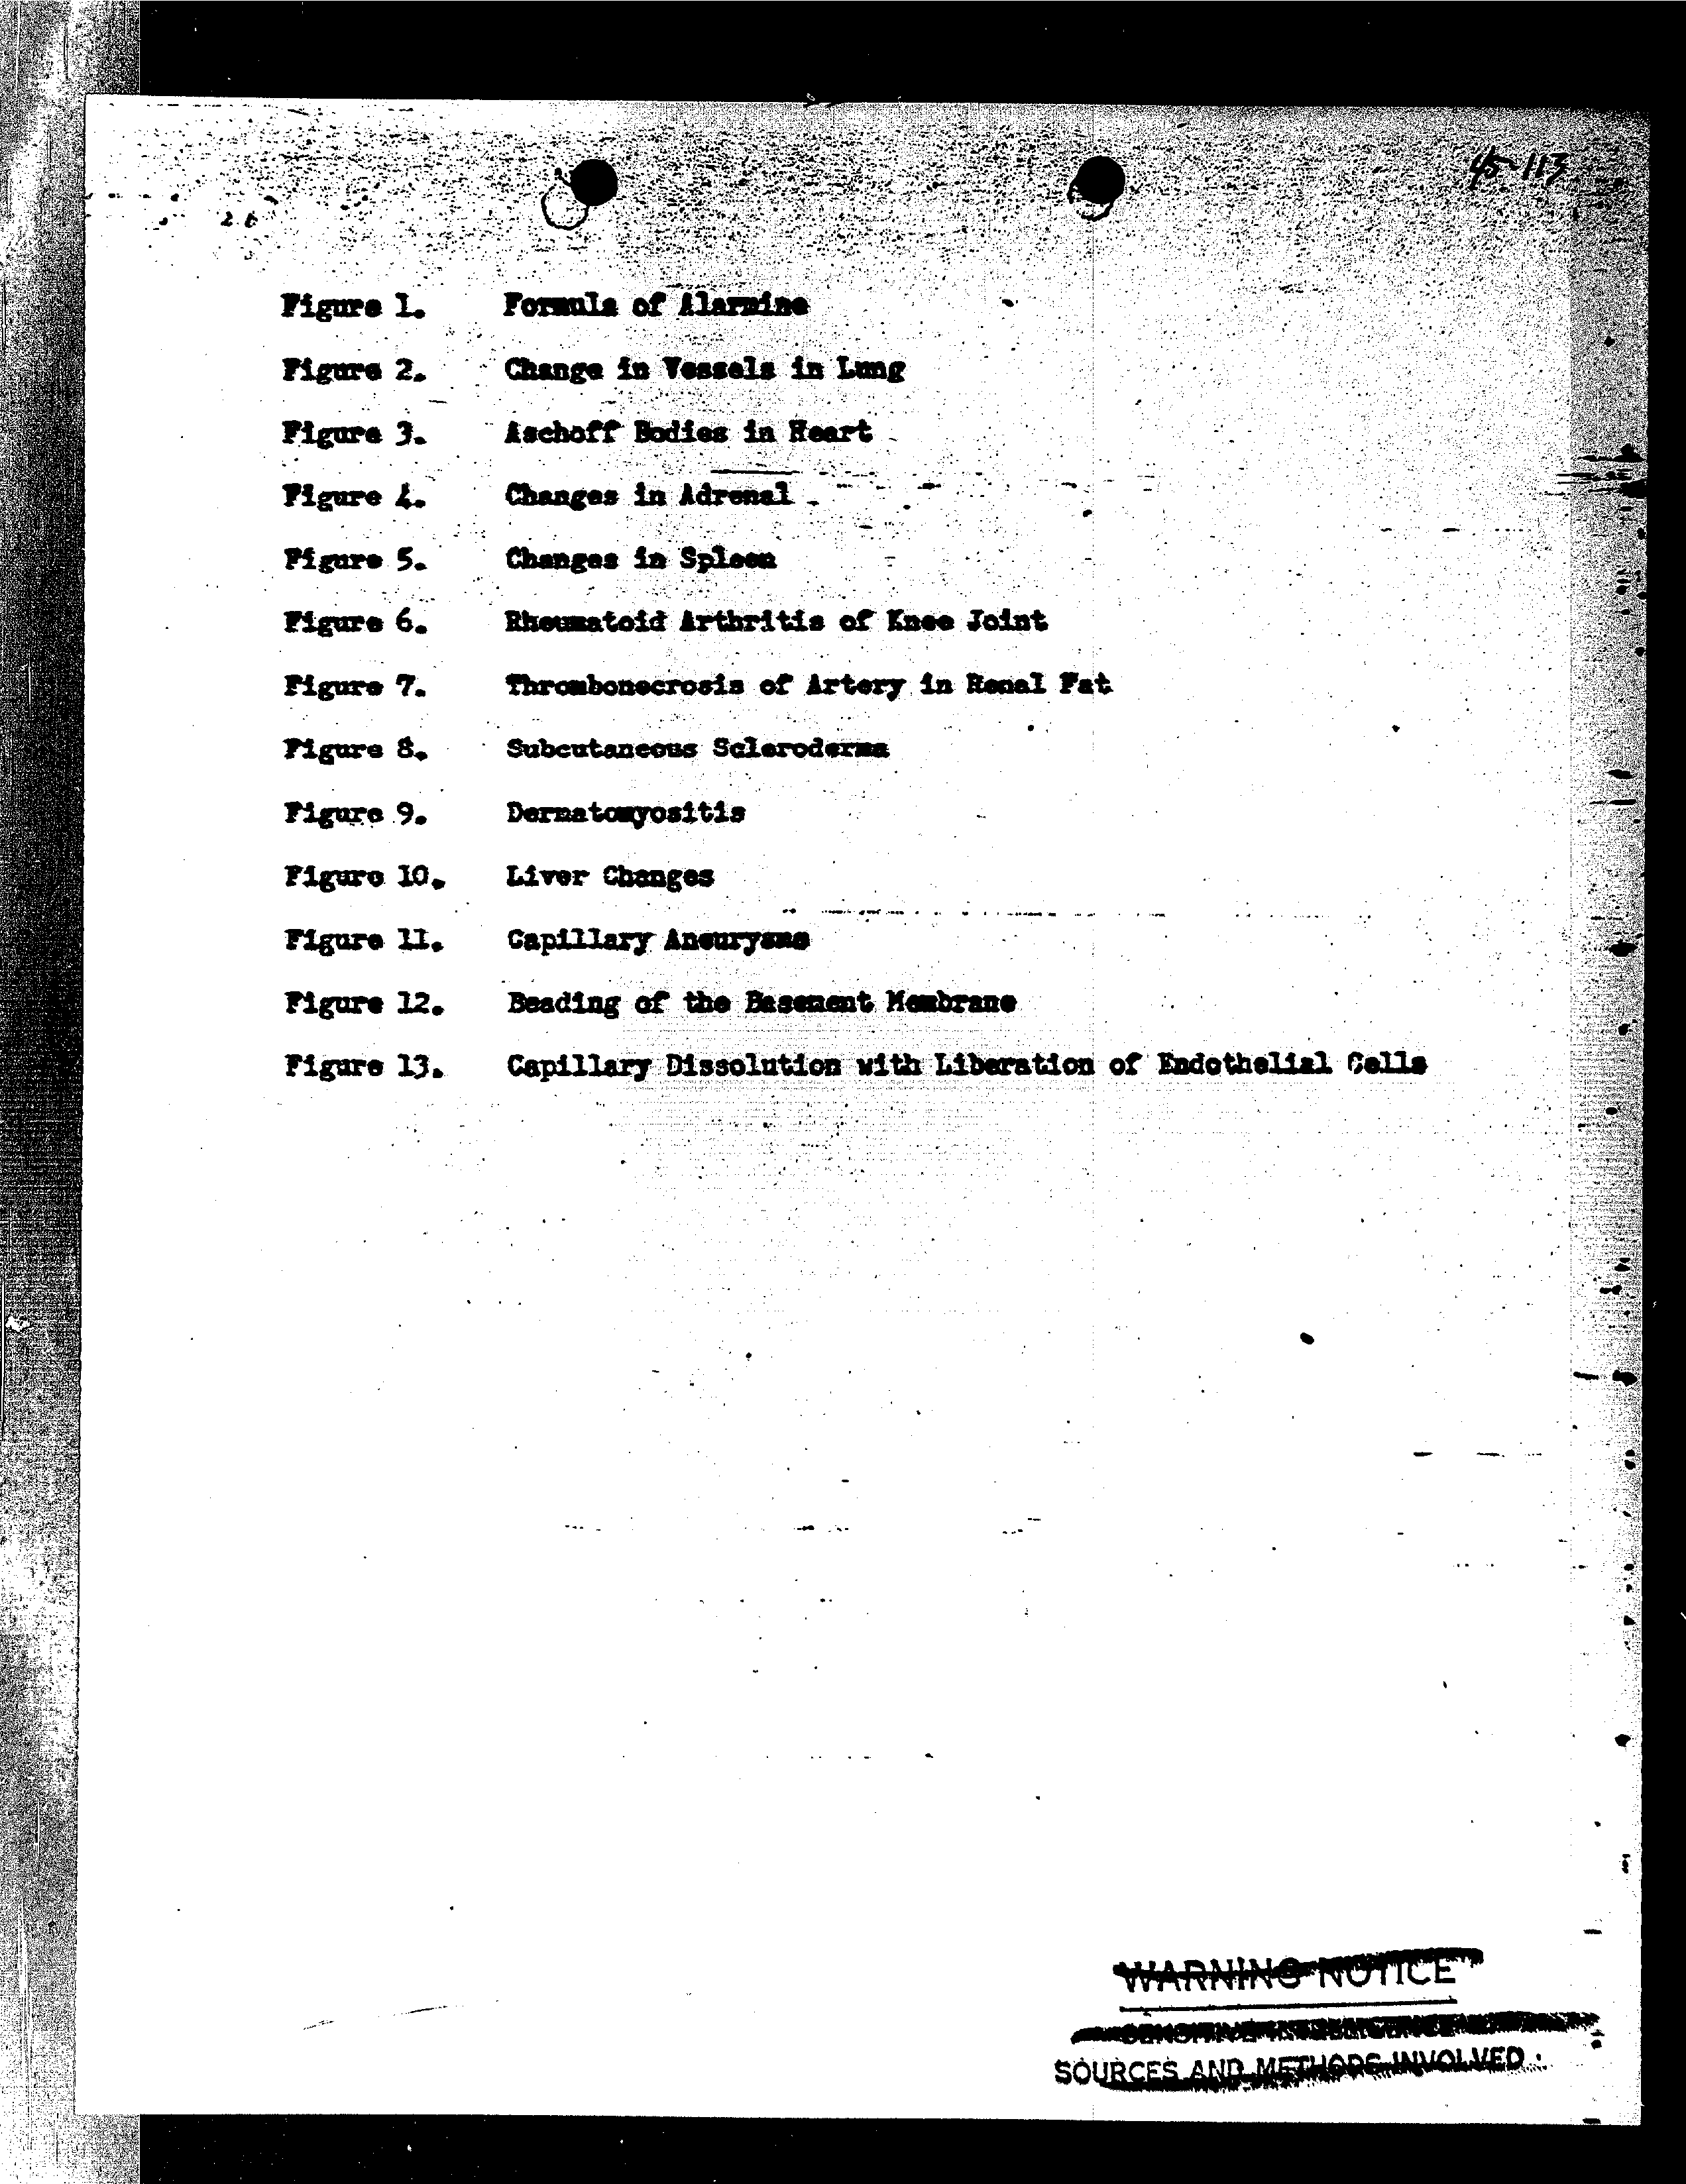 45-113
26
Figure 1. Formula of Alarmine
Figure 2. Change in Vessels in Lung
Figure 3. Aschoff Bodies in Heart
Figure 4. Changes in Adrenal
Figure 5. Changes in Spleen
Figure 6. Rheumatoid Arthritis of Knee Joint
Figure 7. Thrombonecrosis of Artery in Renal Fat
Figure 8. Subcutaneous Scleroderma
Figure 9. Dermatomyositis
Figure 10. Liver Changes
Figure 11. Capillary Aneurysms
Figure 12. Beading of the Basement Membrane
Figure 13. Capillary Dissolution with Liberation of Endothelial Cells
WARNING NOTICE
SENSITIVE INTELLIGENCE
SOURCES AND METHODS INVOLVED